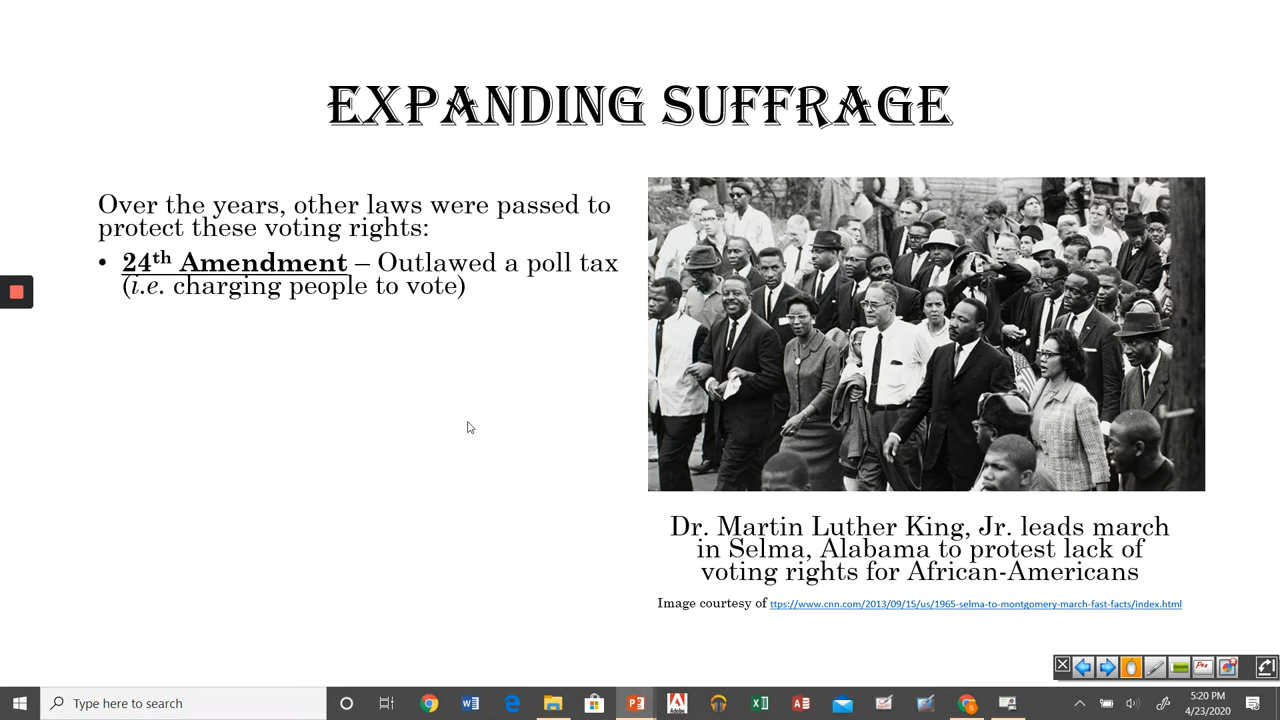 EXPANDING SUFFRAGE
Over the years, other laws were passed to
protect these voting rights:
• 24th Amendment – Outlawed a poll tax
(i.e. charging people to vote)
Dr. Martin Luther King, Jr. leads march
in Selma, Alabama to protest lack of
voting rights for African-Americans
Image courtesy of ttps://www.cnn.com/2013/09/15/us/1965-selma-to-montgomery-march-fast-facts/index.html
Type here to search
Adobe
5:20 PM
4/23/2020